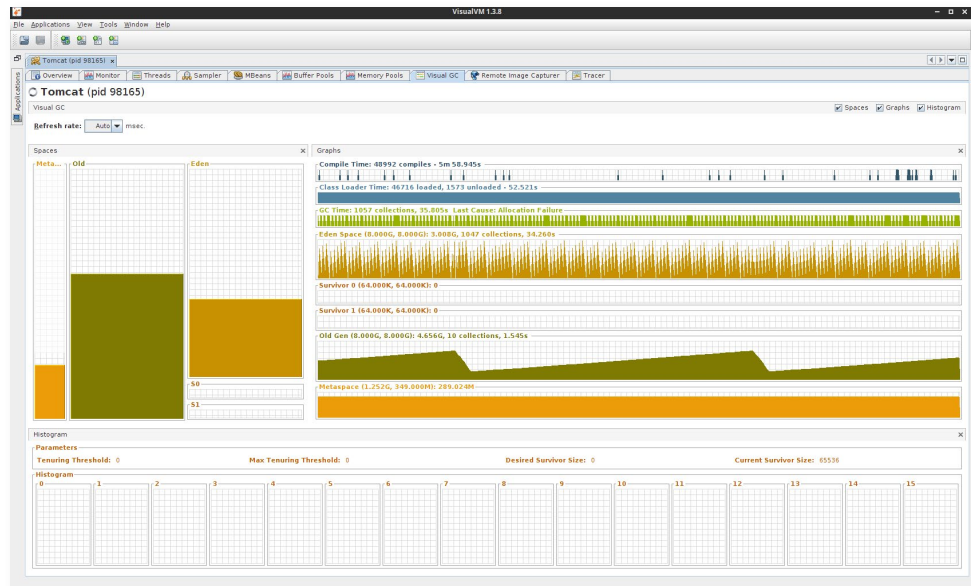 VisualVM 1.3.8
File Applications View Tools Window Help
Tomcat (pid 98165)
Applications
Overview Monitor Threads Sampler MBeans Buffer Pools Memory Pools Visual GC Remote Image Capturer Tracer
Tomcat (pid 98165)
Visual GC
Spaces Graphs Histogram
Refresh rate: Auto msec.
Spaces
Meta... Old Eden
S0
S1
Graphs
Compile Time: 48992 compiles - 5m 58.945s
Class Loader Time: 46716 loaded, 1573 unloaded - 52.521s
GC Time: 1057 collections, 35.805s Last Cause: Allocation Failure
Eden Space (8.000G, 8.000G): 3.008G, 1047 collections, 34.260s
Survivor 0 (64.000K, 64.000K): 0
Survivor 1 (64.000K, 64.000K): 0
Old Gen (8.000G, 8.000G): 4.656G, 10 collections, 1.545s
Metaspace (1.252G, 349.000M): 289.024M
Histogram
Parameters
Tenuring Threshold: 0 Max Tenuring Threshold: 0 Desired Survivor Size: 0 Current Survivor Size: 65536
Histogram
0 1 2 3 4 5 6 7 8 9 10 11 12 13 14 15